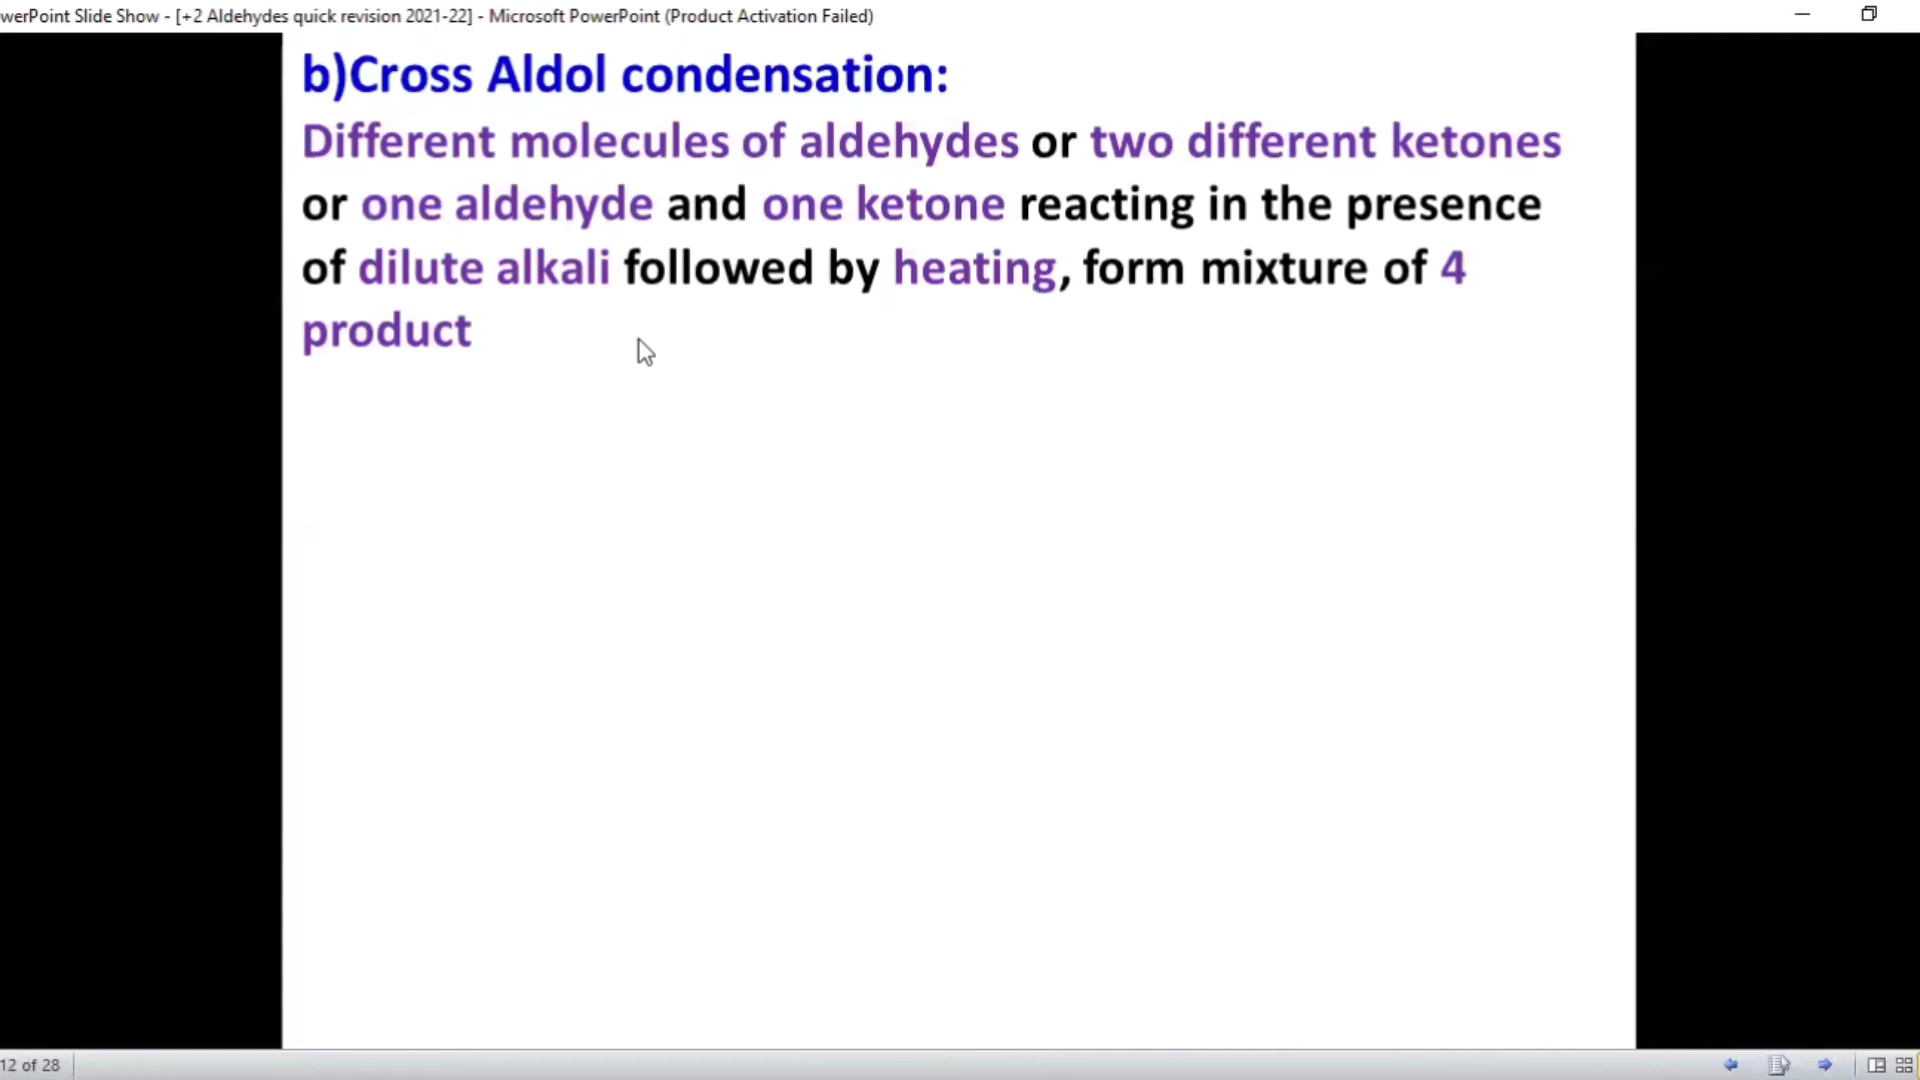 werPoint Slide Show - [+2 Aldehydes quick revision 2021-22] - Microsoft PowerPoint (Product Activation Failed)
b)Cross Aldol condensation:
Different molecules of aldehydes or two different ketones
or one aldehyde and one ketone reacting in the presence
of dilute alkali followed by heating, form mixture of 4
product
12 of 28